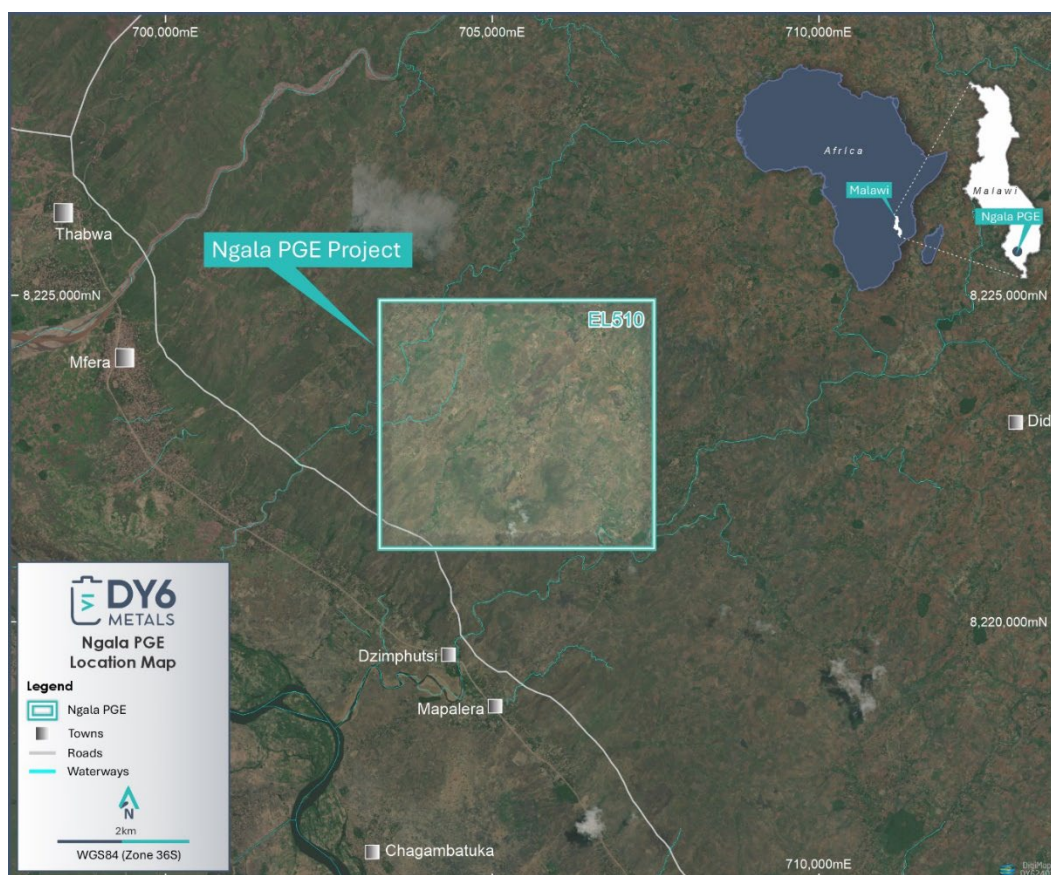 700,000mE
705,000mE
710,000mE
Africa
Malawi
Malawi
Ngala PGE
Thabwa
Ngala PGE Project
8,225,000mN
8,225,000mN
EL510
Mfera
Did
8,220,000mN
DY6
METALS
Ngala PGE
Location Map
Legend
Ngala PGE
Towns
Roads
Waterways
N
2km
WGS84 (Zone 36S)
Dzimphutsi
Mapalera
Chagambatuka
710,000mE
DigiMap